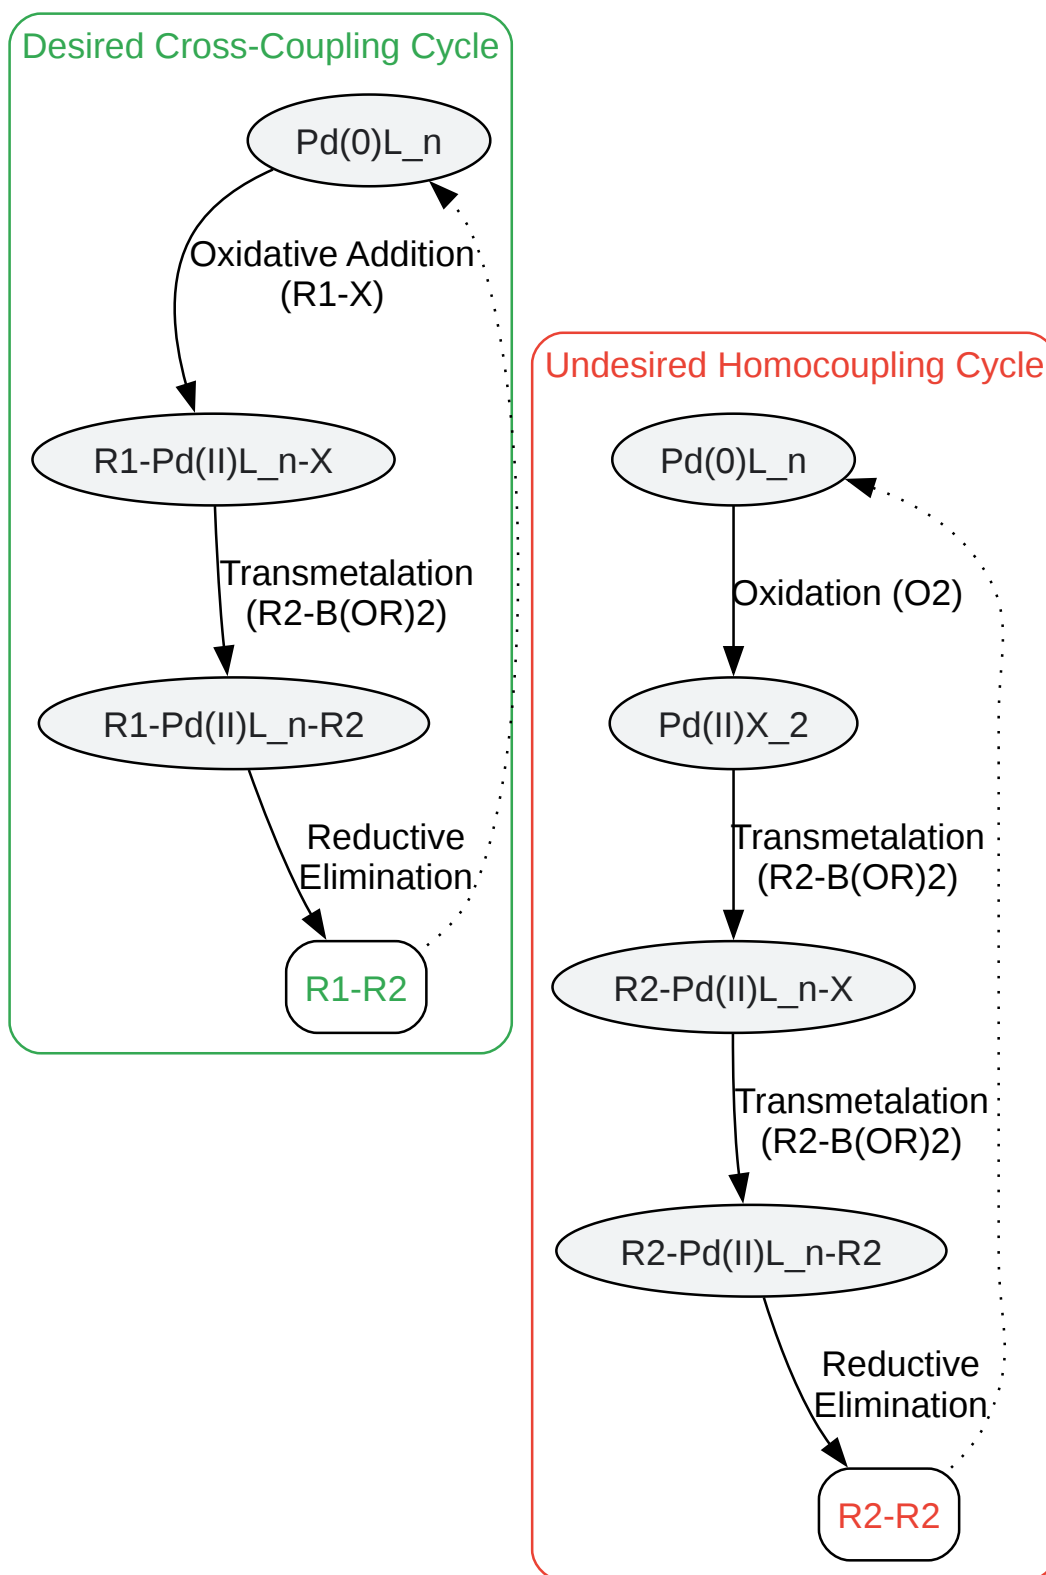 Desired Cross-Coupling Cycle
Pd(0)L_n
Oxidative Addition
(R1-X)
R1-Pd(II)L_n-X
Transmetalation
(R2-B(OR)2)
R1-Pd(II)L_n-R2
Reductive
Elimination
R1-R2
Undesired Homocoupling Cycle
Pd(0)L_n
Oxidation (O2)
Pd(II)X_2
Transmetalation
(R2-B(OR)2)
R2-Pd(II)L_n-X
Transmetalation
(R2-B(OR)2)
R2-Pd(II)L_n-R2
Reductive
Elimination
R2-R2